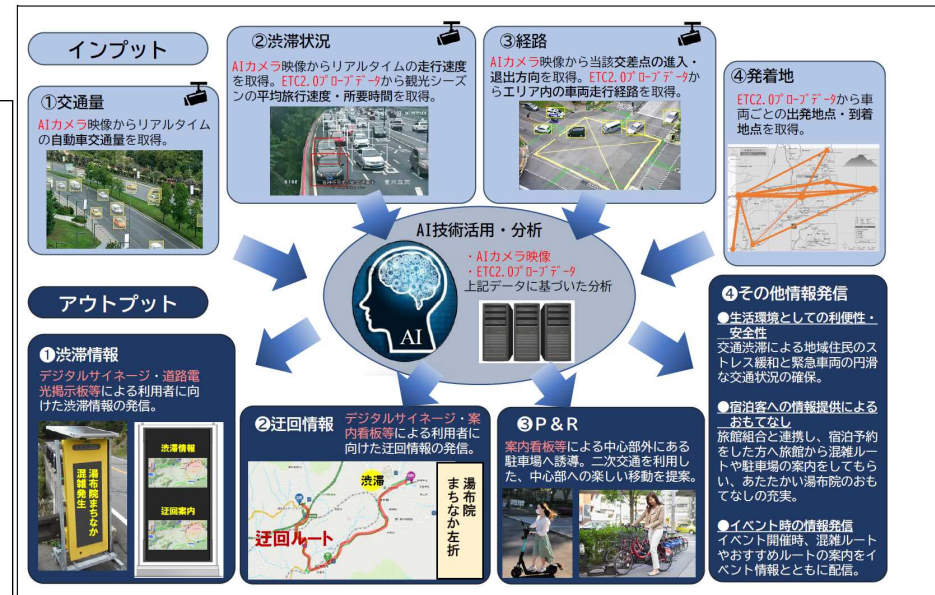 インプット
①交通量
AIカメラ映像からリアルタイム
の自動車交通量を取得。
②渋滞状況
AIカメラ映像からリアルタイムの走行速度
を取得。ETC2.0プローブデータから観光シーズ
ンの平均旅行速度・所要時間を取得。
③経路
AIカメラ映像から当該交差点の進入・
退出方向を取得。ETC2.0プローブデータか
らエリア内の車両走行経路を取得。
④発着地
ETC2.0プローブデータから車
両ごとの出発地点・到着
地点を取得。
AI技術活用・分析
・AIカメラ映像
・ETC2.0プローブデータ
上記データに基づいた分析
AI
アウトプット
❶渋滞情報
デジタルサイネージ・道路電
光掲示板等による利用者に向
けた渋滞情報の発信。
湯布院まちなか
混雑発生
渋滞情報
迂回案内
❷迂回情報
デジタルサイネージ・案
内看板等による利用者に
向けた迂回情報の発信。
渋滞
迂回ルート
湯布院
まちなか左折
❸P&R
案内看板等による中心部外にある
駐車場へ誘導。二次交通を利用し
た、中心部への楽しい移動を提案。
❹その他情報発信
●生活環境としての利便性・
安全性
交通渋滞による地域住民のス
トレス緩和と緊急車両の円滑
な交通状況の確保。
●宿泊客への情報提供による
おもてなし
旅館組合と連携し、宿泊予約
をした方へ旅館から混雑ルー
トや駐車場の案内をしてもら
い、あたたかい湯布院のおも
てなしの充実。
●イベント時の情報発信
イベント開催時、混雑ルート
やおすすめルートの案内をイ
ベント情報とともに配信。